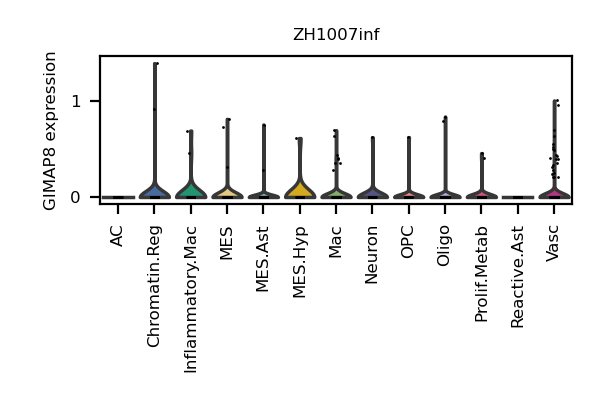 ZH1007inf
GIMAP8 expression
1
0
AC
Chromatin.Reg
Inflammatory.Mac
MES
MES.Ast
MES.Hyp
Mac
Neuron
OPC
Oligo
Prolif.Metab
Reactive.Ast
Vasc